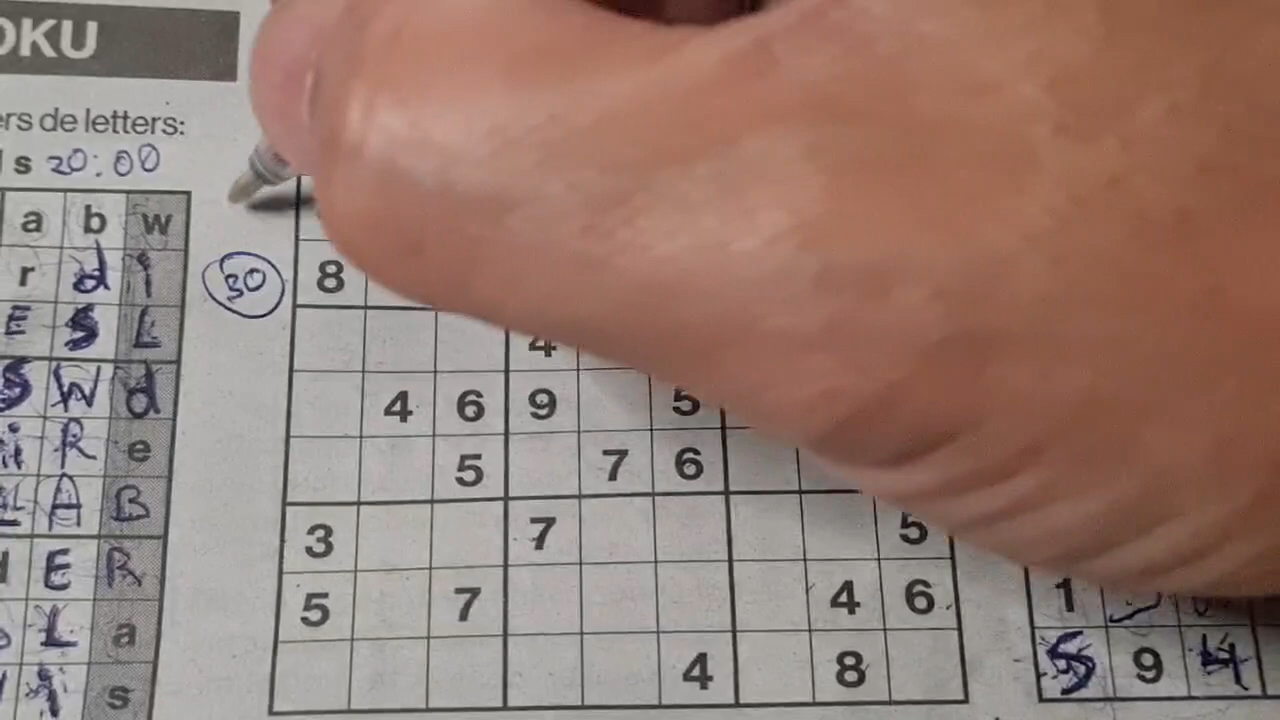 OKU
ers de letters:
s 20:00
a b w
r d i
E S L
S W d
R e
A B
E R
L a
s
30
8
4
4 6 9 5
5 7 6
3 7 5
5 7 4 6
4 8
1
5 9 4